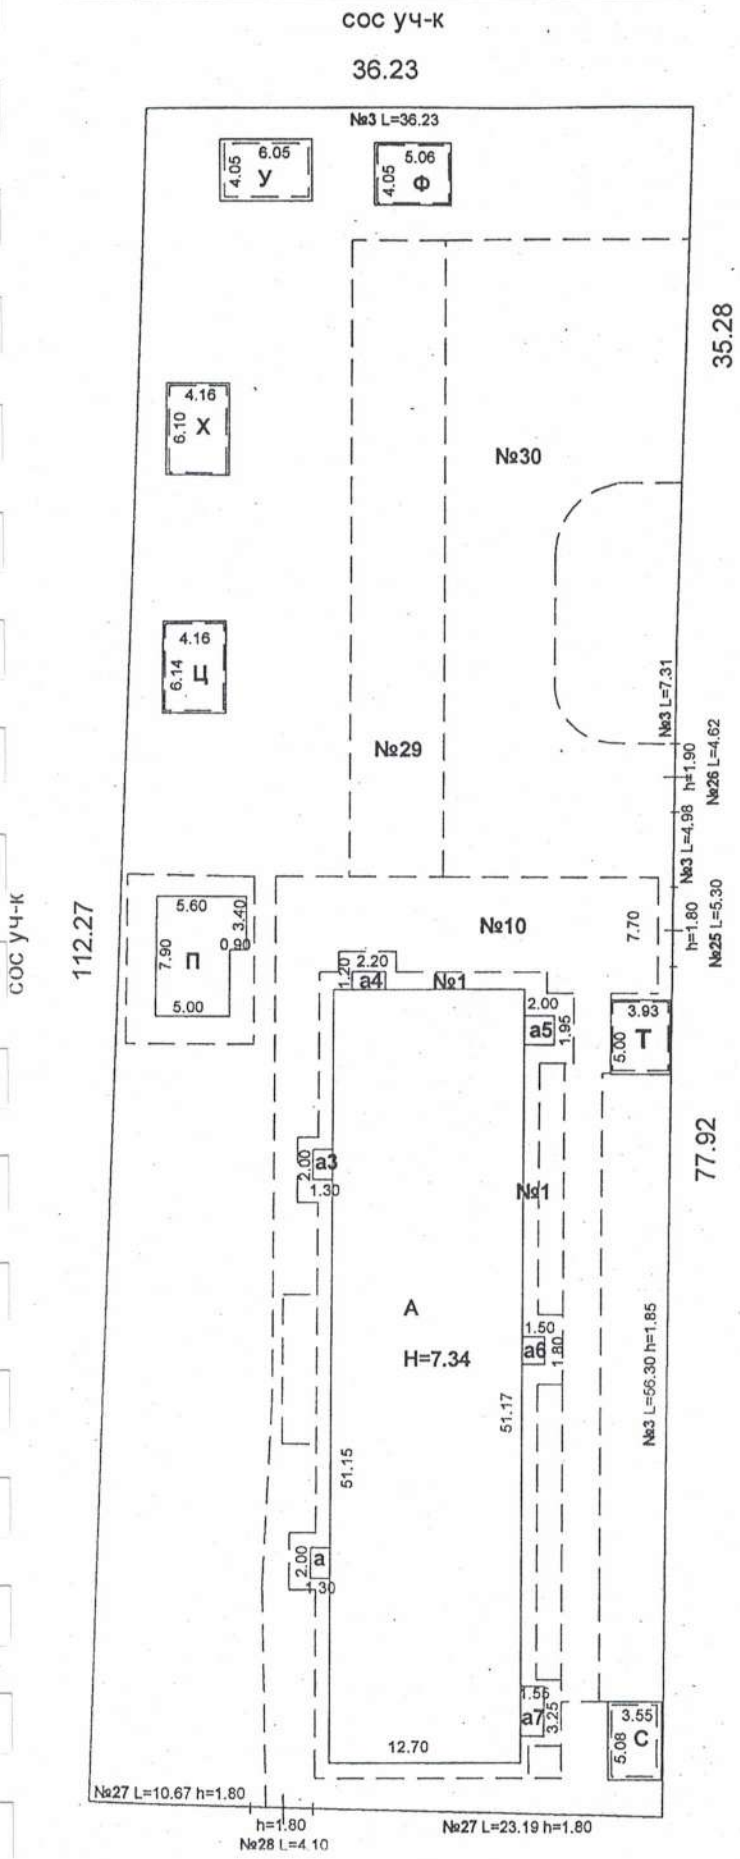 сос уч-к
36.23
№3 L=36.23
6.05
4.05
У
5.06
4.05
Ф
35.28
4.16
6.10
Х
№30
4.16
6.14
Ц
№3 L=7.31
№29
h=1.90
№26 L=4.62
№3 L=4.98
сос уч-к
112.27
5.60
3.40
0.90
7.90
П
5.00
№10
7.70
h=1.80
№25 L=5.30
1.20
2.20
а4
№1
2.00
а5
1.95
3.93
5.00
Т
77.92
2.00
а3
1.30
№1
А
Н=7.34
1.50
а6
1.80
№3 L=56.30 h=1.85
51.15
51.17
2.00
а
1.30
1.55
а7
3.25
3.55
5.08
С
12.70
№27 L=10.67 h=1.80
h=1.80
№28 L=4.10
№27 L=23.19 h=1.80